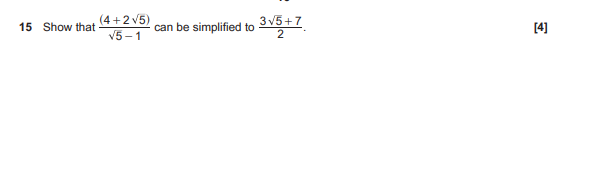 15 Show that (4 + 2√5) / √5 – 1 can be simplified to 3√5 + 7 / 2 . [4]